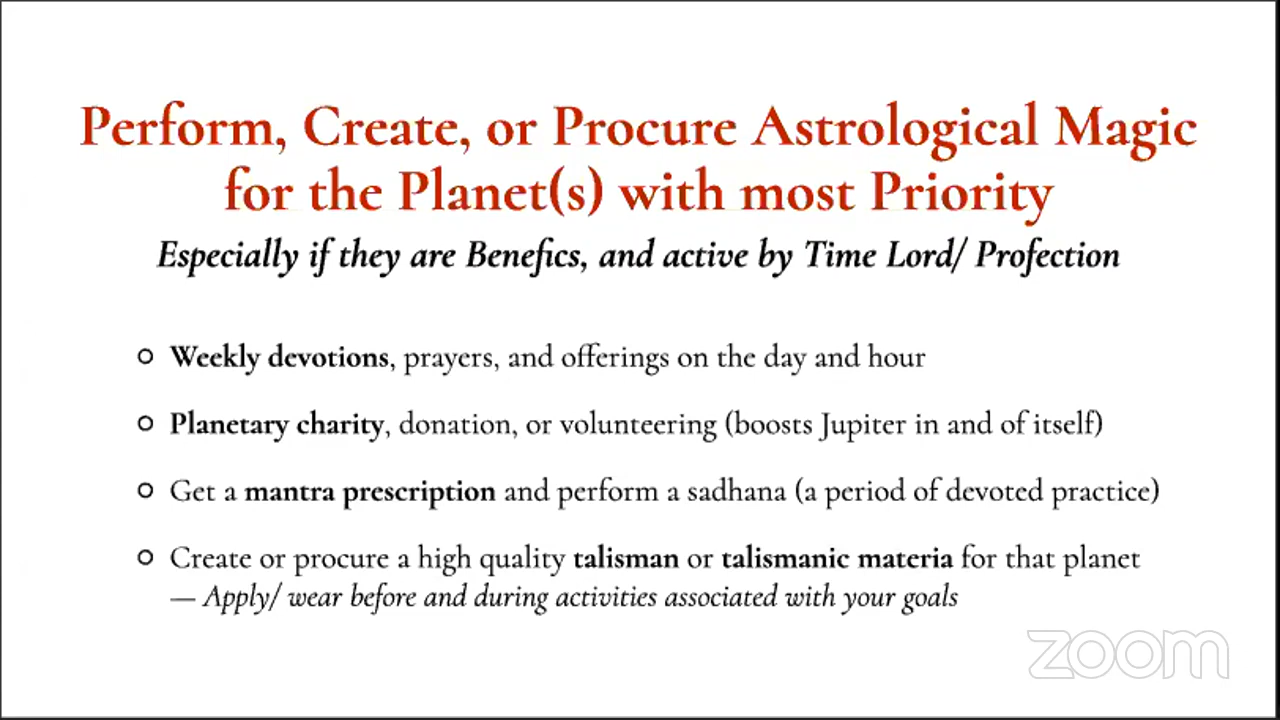 Perform, Create, or Procure Astrological Magic
for the Planet(s) with most Priority
Especially if they are Benefics, and active by Time Lord/ Profection
○ Weekly devotions, prayers, and offerings on the day and hour
○ Planetary charity, donation, or volunteering (boosts Jupiter in and of itself)
○ Get a mantra prescription and perform a sadhana (a period of devoted practice)
○ Create or procure a high quality talisman or talismanic materia for that planet
— Apply/ wear before and during activities associated with your goals
zoom